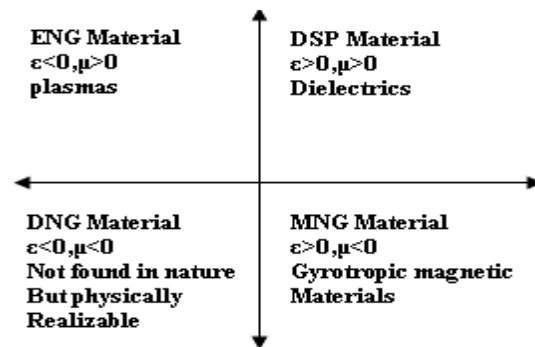 ENG Material
ε<0,μ>0
plasmas
DSP Material
ε>0,μ>0
Dielectrics
DNG Material
ε<0,μ<0
Not found in nature
But physically
Realizable
MNG Material
ε>0,μ<0
Gyrotropic magnetic
Materials